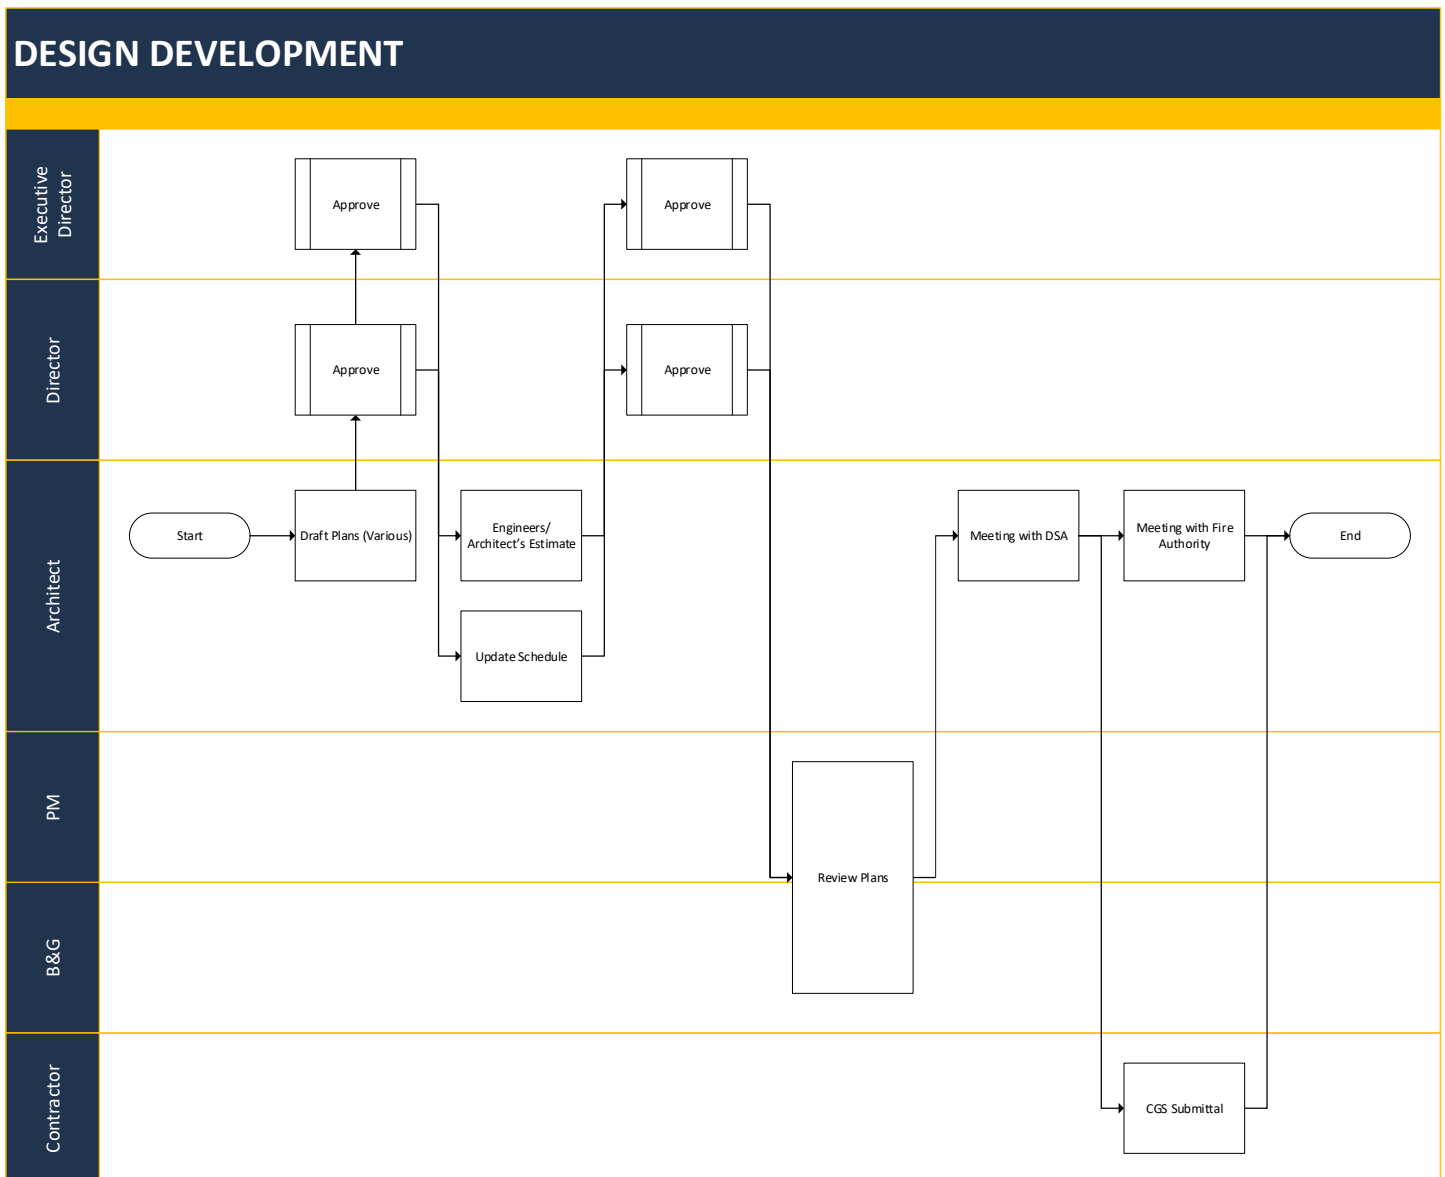 DESIGN DEVELOPMENT
Executive
Director
Approve
Approve
Director
Approve
Approve
Architect
Start
Draft Plans (Various)
Engineers/
Architect’s Estimate
Meeting with DSA
Meeting with Fire
Authority
End
Update Schedule
PM
Review Plans
B&G
Contractor
CGS Submittal